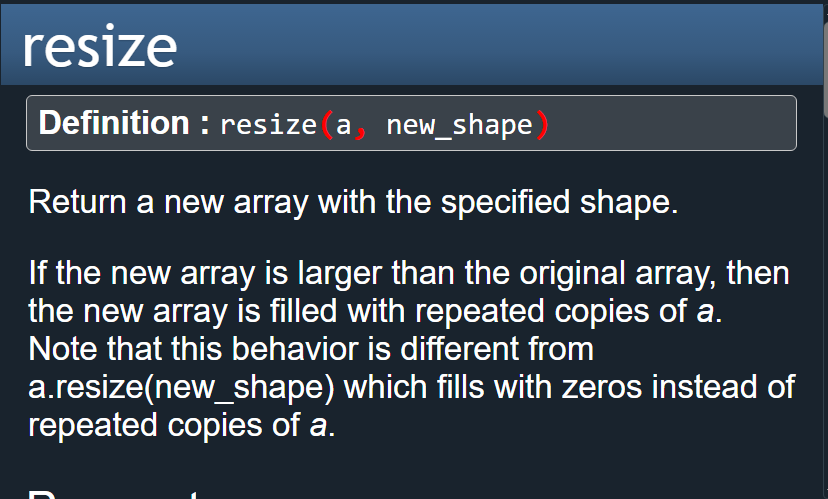 resize
Definition : resize(a, new_shape)
Return a new array with the specified shape.
If the new array is larger than the original array, then
the new array is filled with repeated copies of a.
Note that this behavior is different from
a.resize(new_shape) which fills with zeros instead of
repeated copies of a.